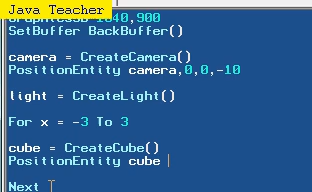 Java Teacher
Graphics3D 1640,900
SetBuffer BackBuffer()
camera = CreateCamera()
PositionEntity camera,0,0,-10
light = CreateLight()
For x = -3 To 3
cube = CreateCube()
PositionEntity cube
Next